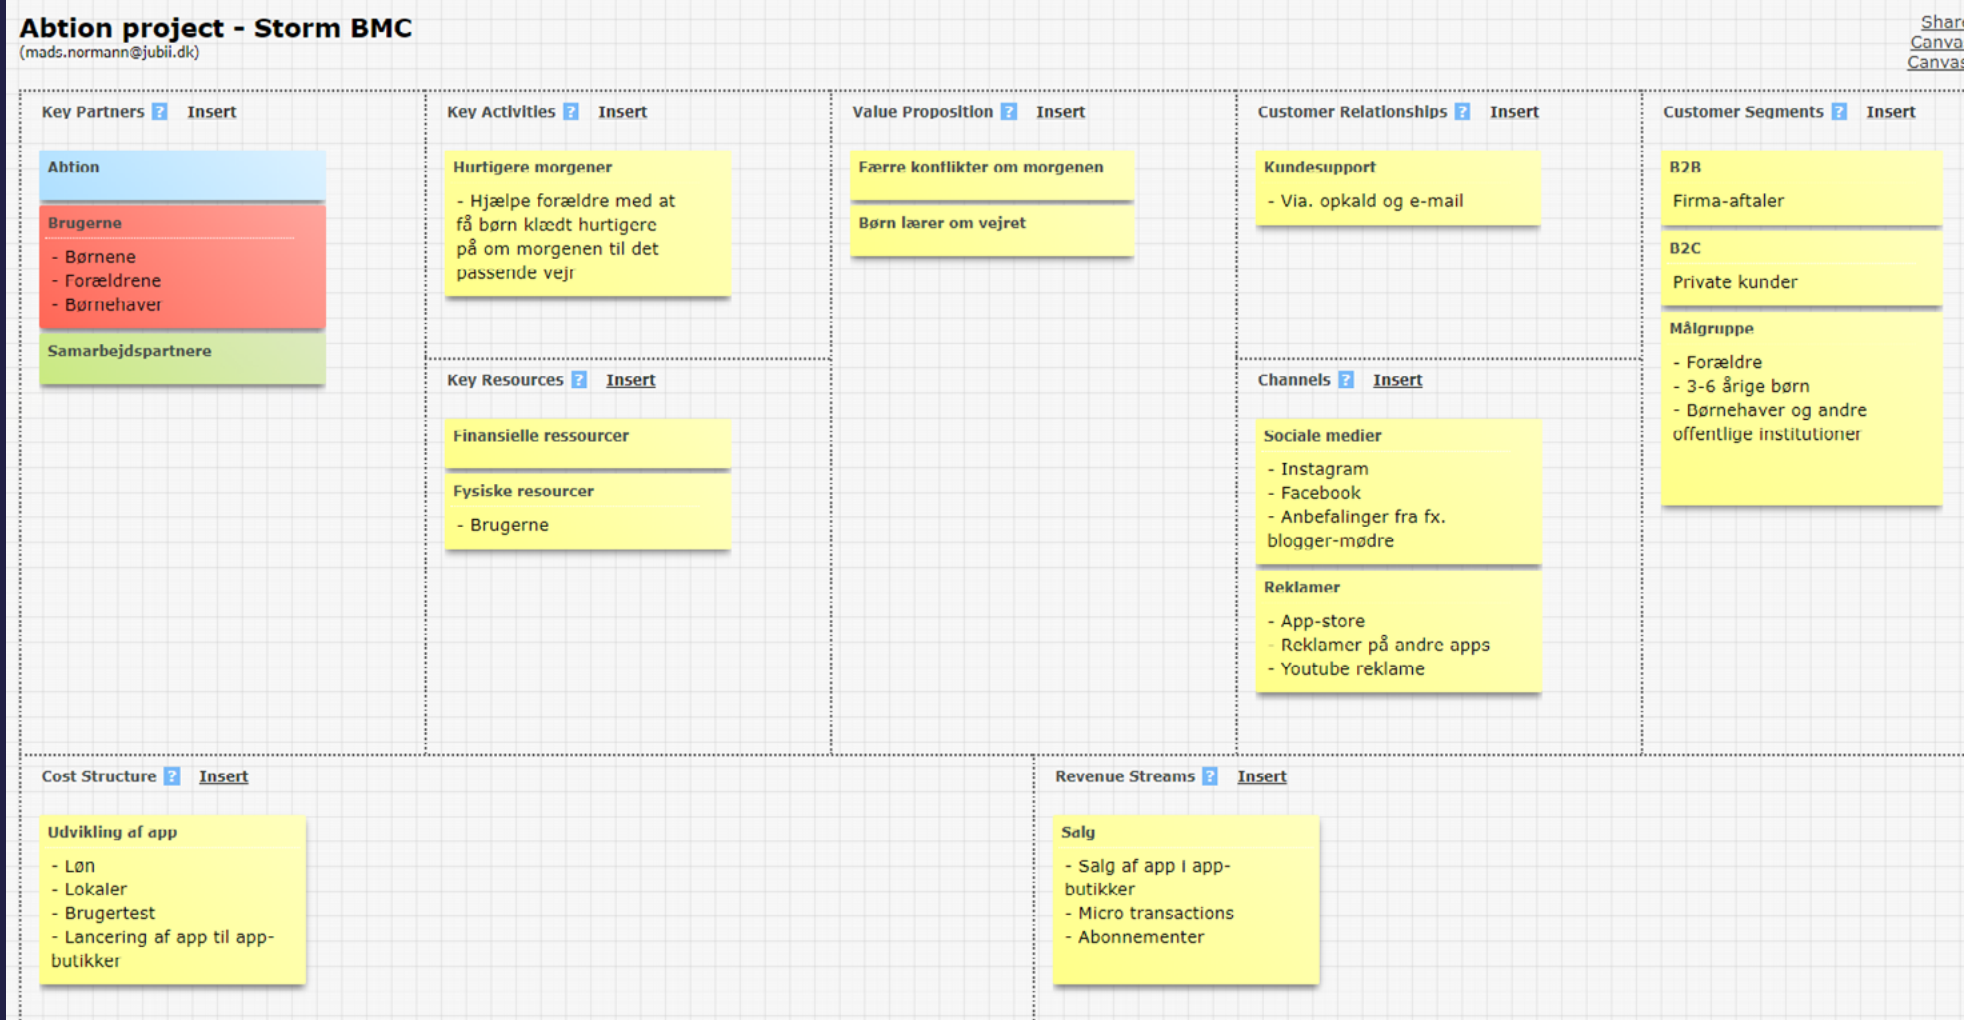 Abtion project - Storm BMC
(mads.normann@jubii.dk)
Share
Canva
Canvas
Key Partners ? Insert
Abtion
Brugerne
- Børnene
- Forældrene
- Børnehaver
Samarbejdspartnere
Key Activities ? Insert
Hurtigere morgener
- Hjælpe forældre med at
få børn klædt hurtigere
på om morgenen til det
passende vejr
Key Resources ? Insert
Finansielle ressourcer
Fysiske resourcer
- Brugerne
Value Proposition ? Insert
Færre konflikter om morgenen
Børn lærer om vejret
Customer Relationships ? Insert
Kundesupport
- Via. opkald og e-mail
Channels ? Insert
Sociale medier
- Instagram
- Facebook
- Anbefalinger fra fx.
blogger-mødre
Reklamer
- App-store
- Reklamer på andre apps
- Youtube reklame
Customer Segments ? Insert
B2B
Firma-aftaler
B2C
Private kunder
Målgruppe
- Forældre
- 3-6 årige børn
- Børnehaver og andre
offentlige institutioner
Cost Structure ? Insert
Udvikling af app
- Løn
- Lokaler
- Brugertest
- Lancering af app til app-
butikker
Revenue Streams ? Insert
Salg
- Salg af app i app-
butikker
- Micro transactions
- Abonnementer